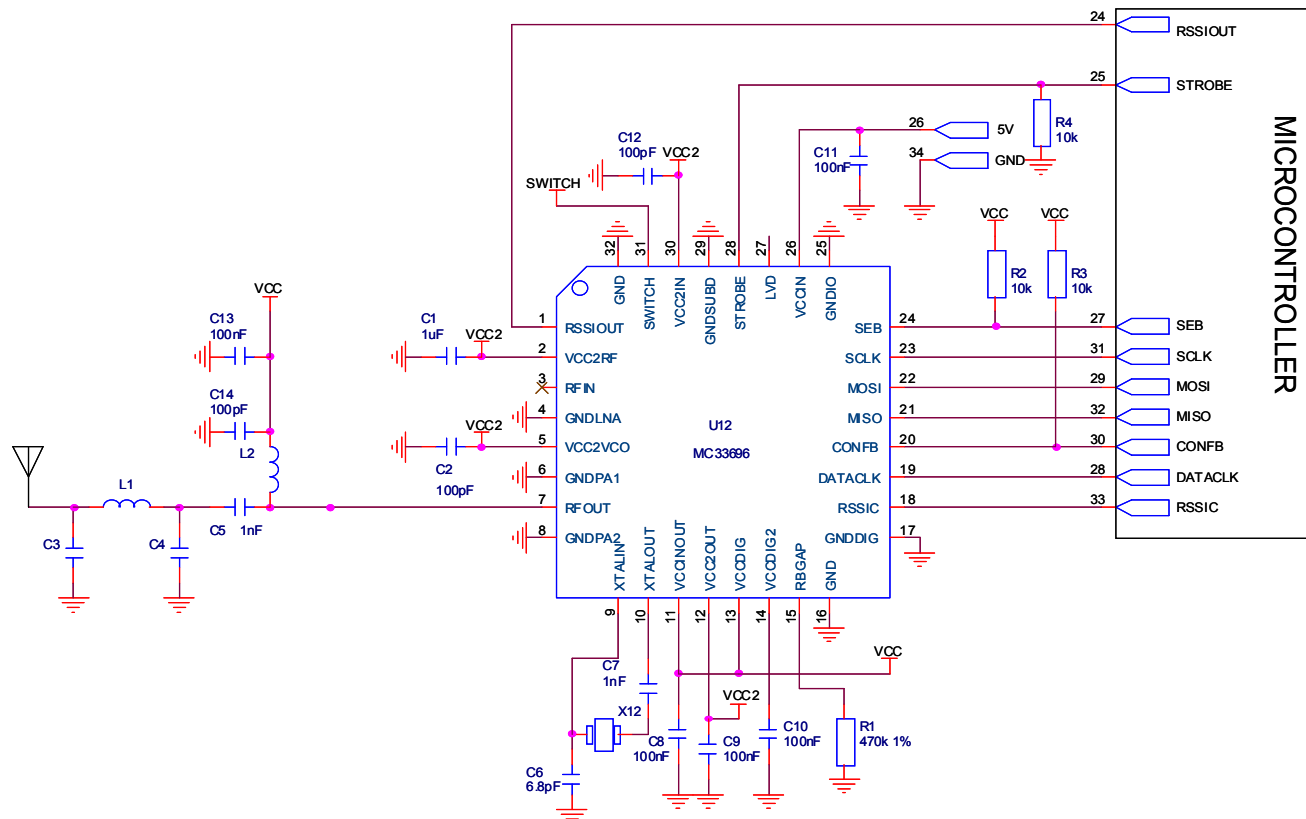 24
RSSIOUT
25
STROBE
R4
10k
26
5V
34
GND
C11
100nF
C12
100pF
VCC2
SWITCH
MICROCONTROLLER
32
31
30
29
28
27
26
25
GND
SWITCH
VCC2IN
GNDSUBD
STROBE
LVD
VCCIN
GNDIO
VCC
R2
10k
VCC
R3
10k
VCC
C13
100nF
C14
100pF
L2
C1
1uF
VCC2
C2
100pF
VCC2
L1
C3
C4
C5
1nF
1
RSSIOUT
2
VCC2RF
3
RFIN
4
GNDLNA
5
VCC2VCO
6
GNDPA1
7
RFOUT
8
GNDPA2
U12
MC33696
SEB
24
27
SEB
SCLK
23
31
SCLK
MOSI
22
29
MOSI
MISO
21
32
MISO
CONFB
20
30
CONFB
DATACLK
19
28
DATACLK
RSSIC
18
33
RSSIC
GNDDIG
17
XTALIN
XTALOUT
VCCINOUT
VCC2OUT
VCCDIG
VCCDIG2
RBGAP
GND
9
10
11
12
13
14
15
16
VCC
C7
1nF
X12
C6
6.8pF
C8
100nF
VCC2
C9
100nF
C10
100nF
R1
470k 1%